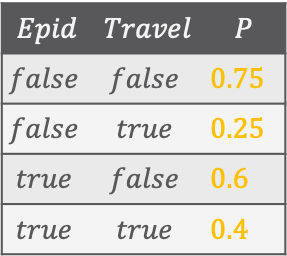 Epid Travel P
false false 0.75
false true 0.25
true false 0.6
true true 0.4